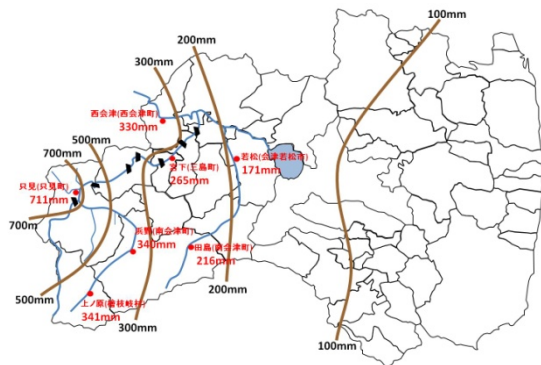 100mm
200mm
300mm
西会津(西会津町)
330mm
500mm
700mm
若松(会津若松市)
171mm
宮下(三島町)
265mm
只見(只見町)
711mm
700m
浜野(南会津町)
340mm
田島(南会津町)
216mm
500mm
上ノ原(檜枝岐村)
341mm
300mm
200mm
100mm